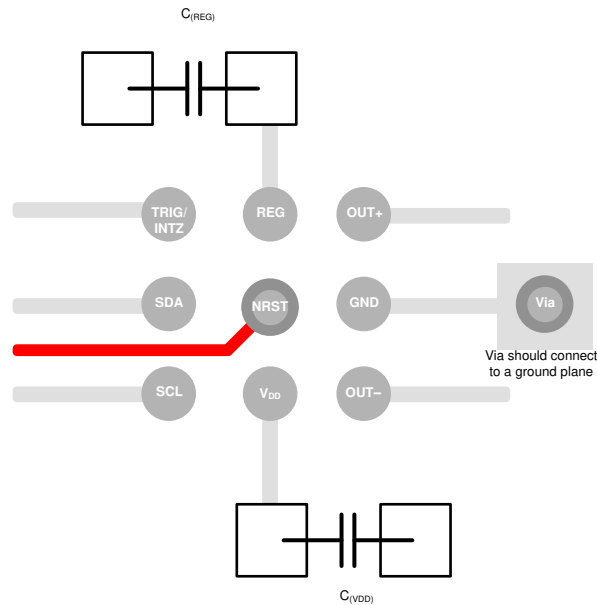 C(REG)
TRIG/
INTZ
REG
OUT+
SDA
NRST
GND
Via
Via should connect
to a ground plane
SCL
VDD
OUT–
C(VDD)